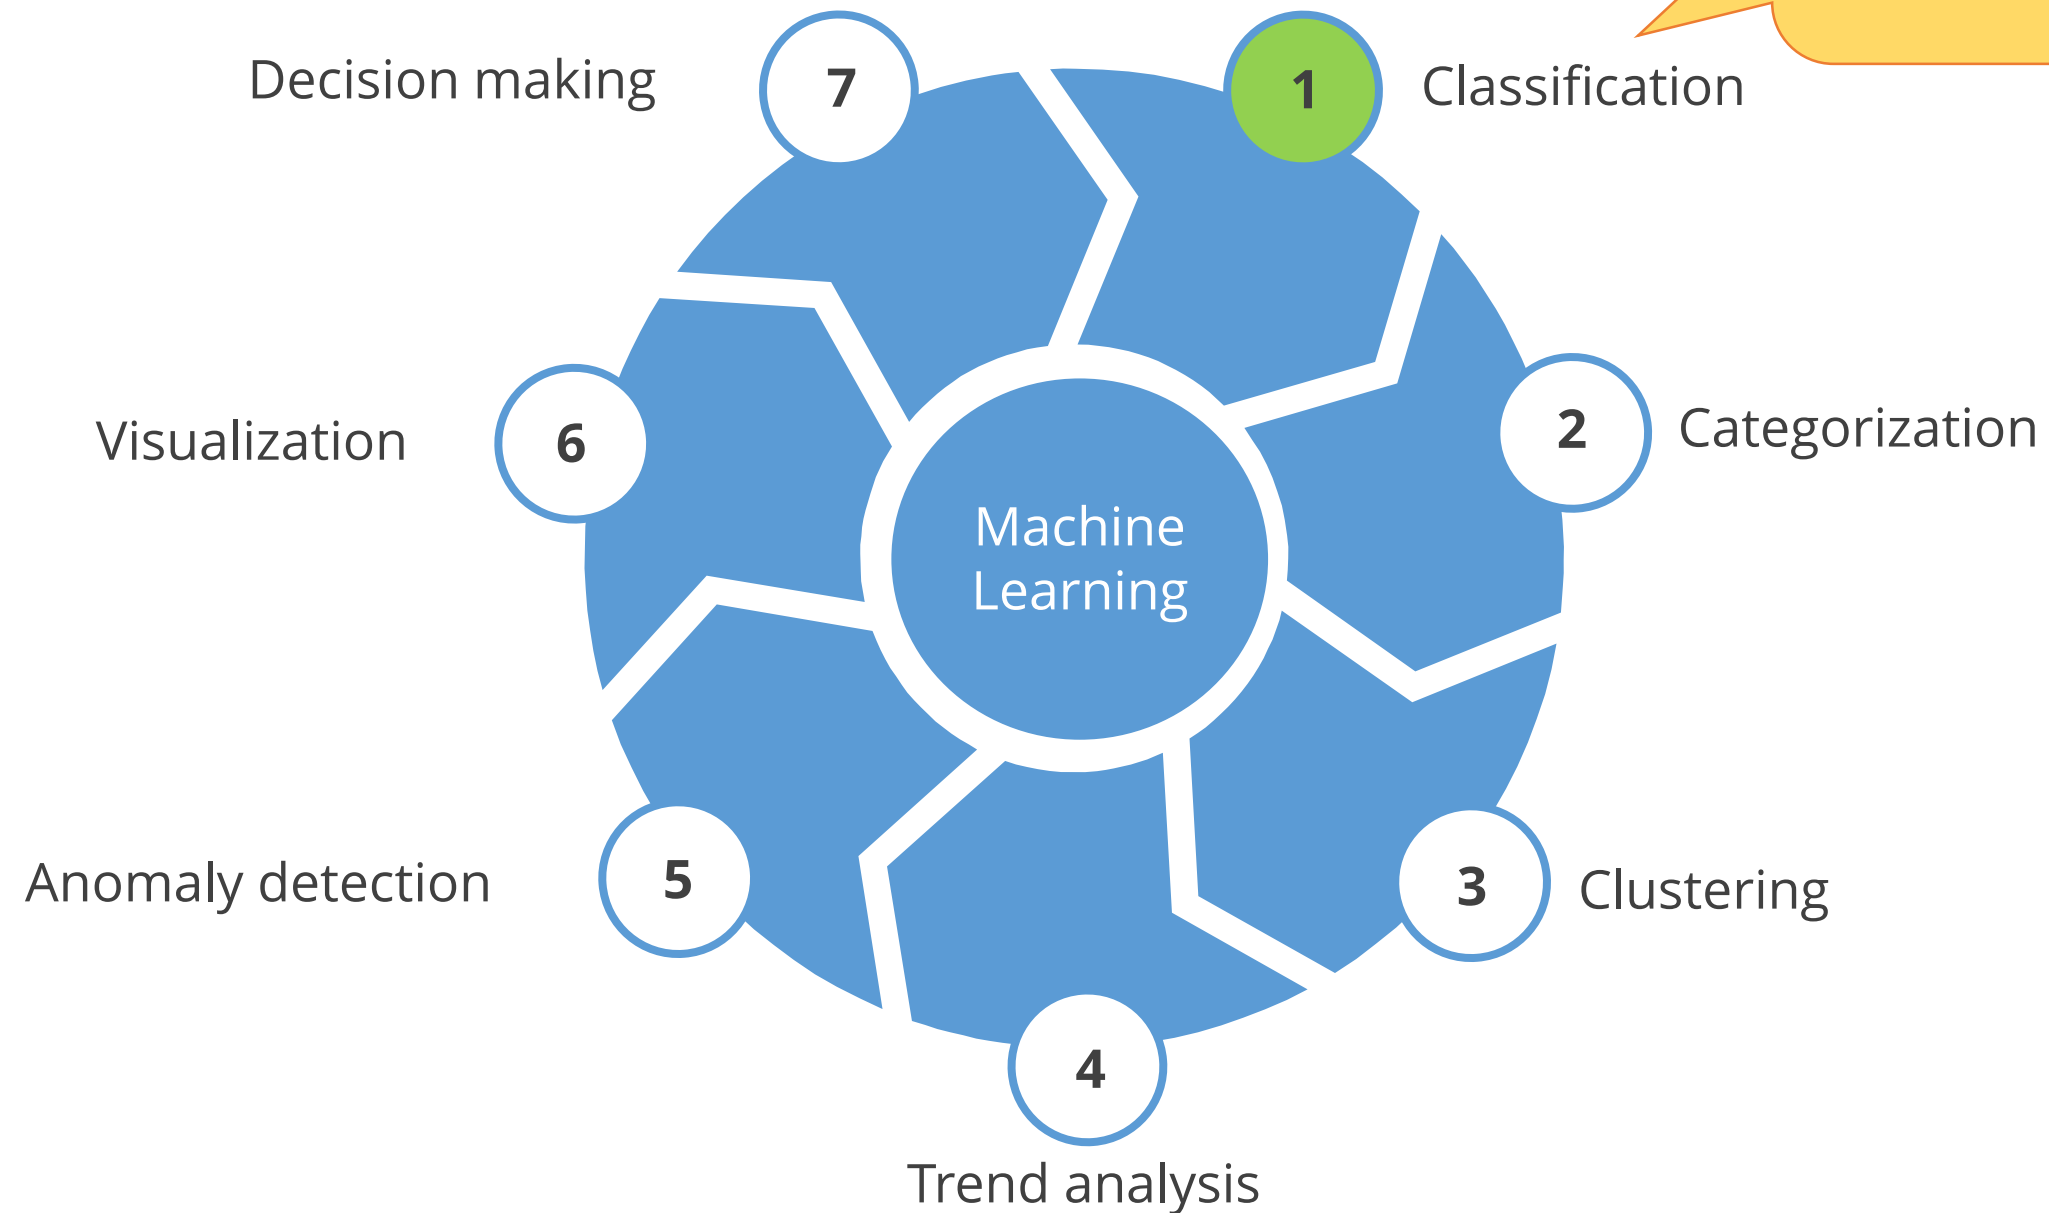 7
Decision making
1
Classification
2
Categorization
6
Visualization
Machine
Learning
5
Anomaly detection
3
Clustering
4
Trend analysis